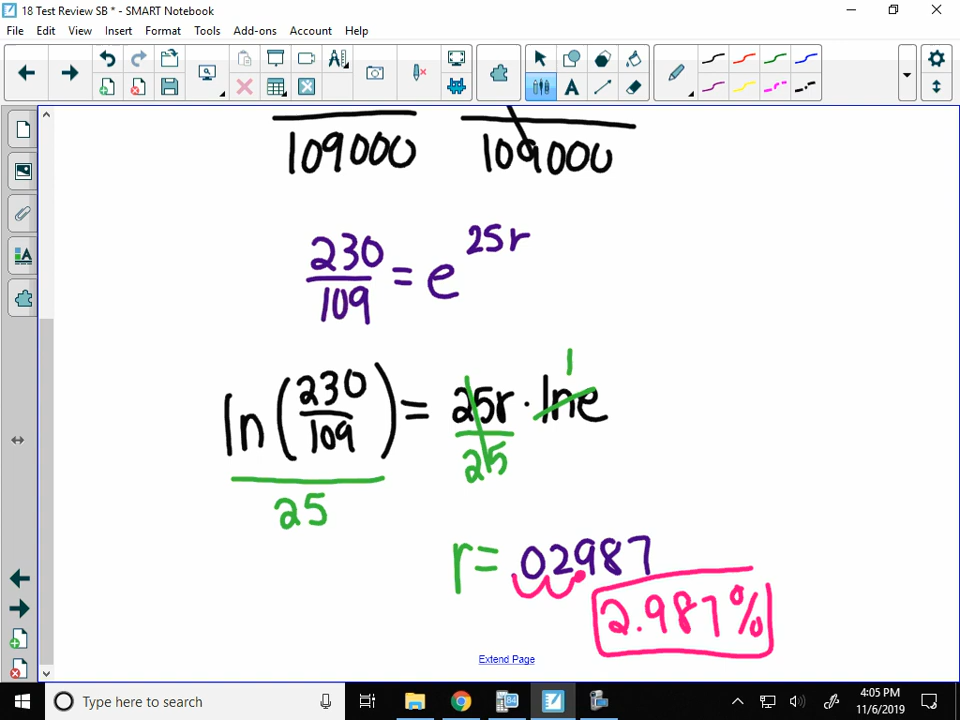 18 Test Review SB * - SMART Notebook
File Edit View Insert Format Tools Add-ons Account Help
109000 109000
230/109 = e^25r
ln(230/109) = 25r · lne 1
25 25
r = 02987
2.987%
Extend Page
Type here to search
4:05 PM
11/6/2019